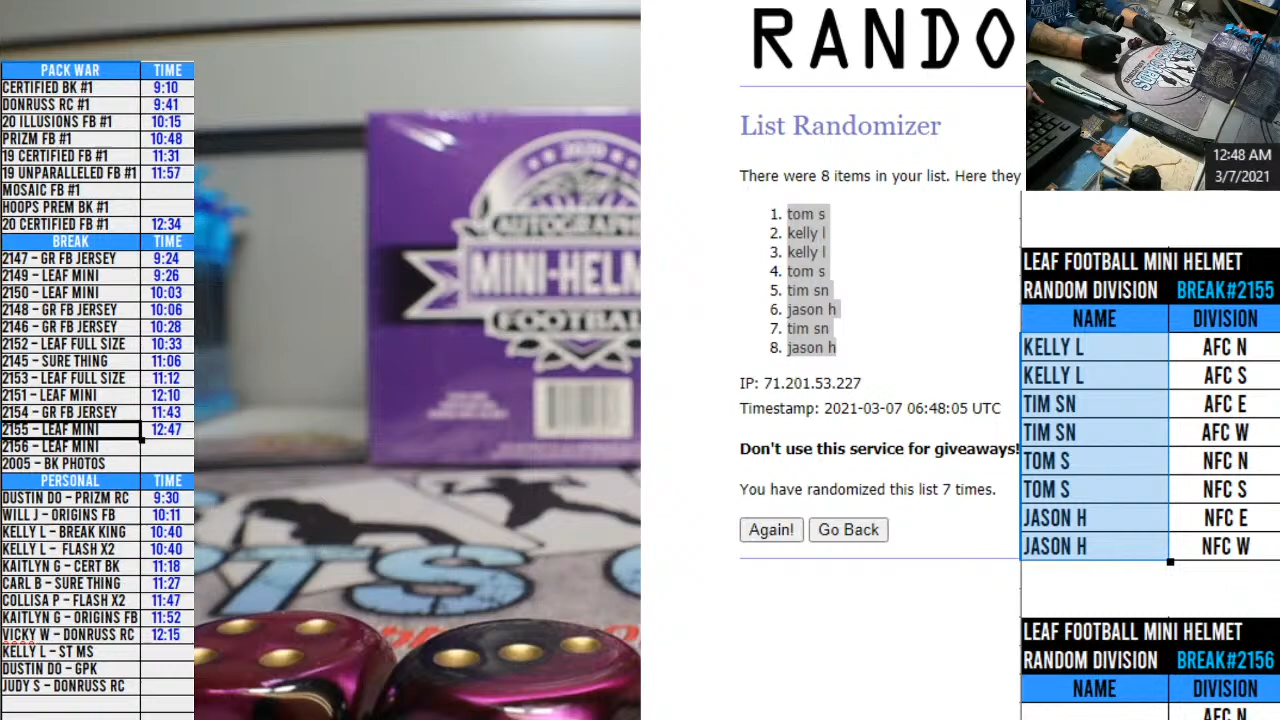 PACK WAR TIME
CERTIFIED BK #1 9:10
DONRUSS RC #1 9:41
20 ILLUSIONS FB #1 10:15
PRIZM FB #1 10:48
19 CERTIFIED FB #1 11:31
19 UNPARALLELED FB #1 11:57
MOSAIC FB #1
HOOPS PREM BK #1
20 CERTIFIED FB #1 12:34
BREAK TIME
2147 - GR FB JERSEY 9:24
2149 - LEAF MINI 9:26
2150 - LEAF MINI 10:03
2148 - GR FB JERSEY 10:06
2146 - GR FB JERSEY 10:28
2152 - LEAF FULL SIZE 10:33
2145 - SURE THING 11:06
2153 - LEAF FULL SIZE 11:12
2151 - LEAF MINI 12:10
2154 - GR FB JERSEY 11:43
2155 - LEAF MINI 12:47
2156 - LEAF MINI
2005 - BK PHOTOS
PERSONAL TIME
DUSTIN DO - PRIZM RC 9:30
WILL J - ORIGINS FB 10:11
KELLY L - BREAK KING 10:40
KELLY L - FLASH X2 10:40
KAITLYN G - CERT BK 11:18
CARL B - SURE THING 11:27
COLLISA P - FLASH X2 11:47
KAITLYN G - ORIGINS FB 11:52
VICKY W - DONRUSS RC 12:15
KELLY L - ST MS
DUSTIN DO - GPK
JUDY S - DONRUSS RC
2020
AUTOGRAPH
MINI-HELM
FOOTBAL
RANDO
List Randomizer
There were 8 items in your list. Here they
1. tom s
2. kelly l
3. kelly l
4. tom s
5. tim sn
6. jason h
7. tim sn
8. jason h
IP: 71.201.53.227
Timestamp: 2021-03-07 06:48:05 UTC
Don't use this service for giveaways!
You have randomized this list 7 times.
Again! Go Back
12:48 AM
3/7/2021
LEAF FOOTBALL MINI HELMET
RANDOM DIVISION BREAK#2155
NAME DIVISION
KELLY L AFC N
KELLY L AFC S
TIM SN AFC E
TIM SN AFC W
TOM S NFC N
TOM S NFC S
JASON H NFC E
JASON H NFC W
LEAF FOOTBALL MINI HELMET
RANDOM DIVISION BREAK#2156
NAME DIVISION
AFC N